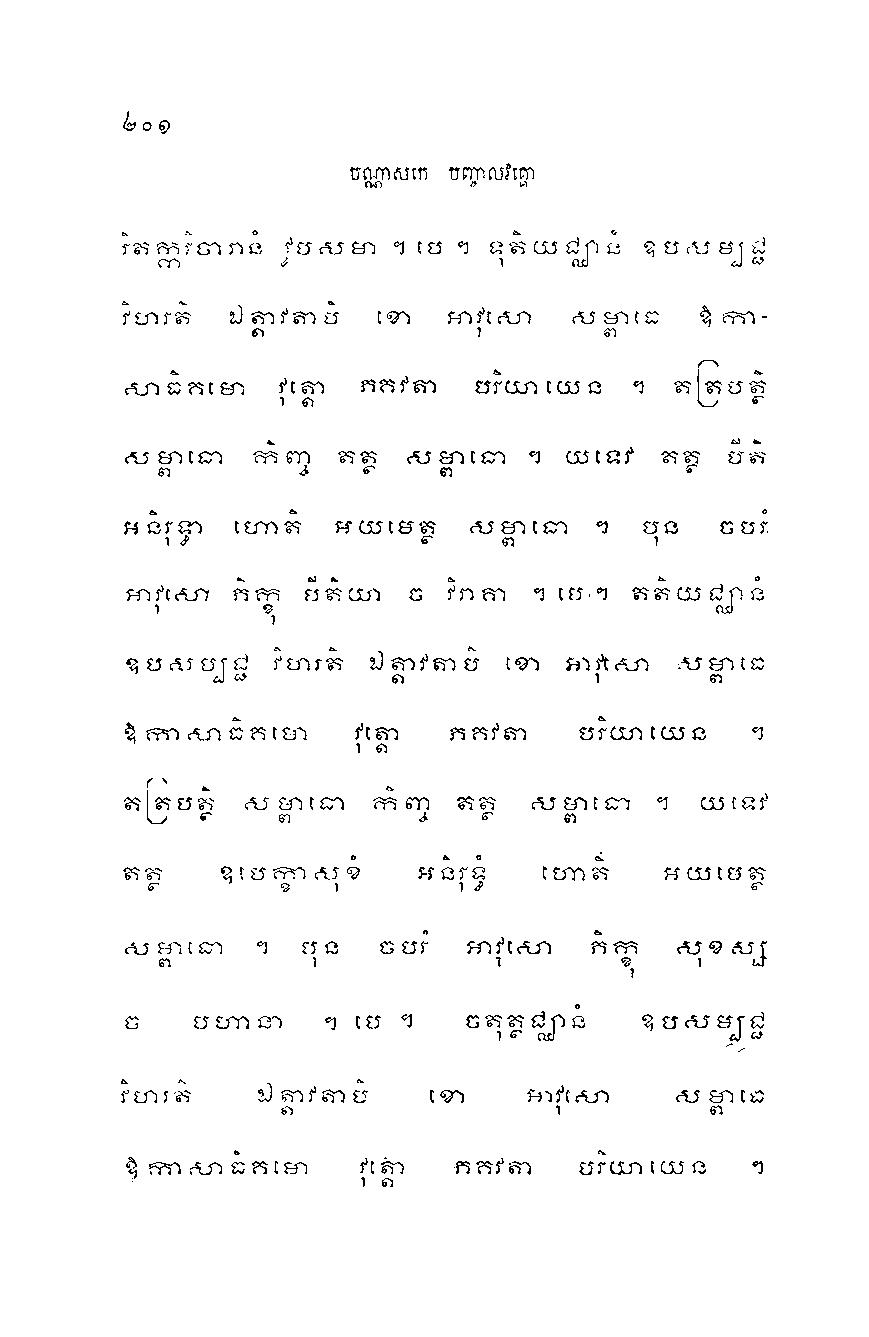 ៤០១
បណ្ណាសកេ បញ្ចាលវគ្គោ
វិតក្កវិចារានំ វូបសមា ។ បេ ។ ទុតិយជ្ឈានំ ឧបសម្បជ្ជ
វិហរតិ ឯត្តាវតាបិ ខោ អាវុសោ សម្ពាធេ ឱកា-
សាធិគមោ វុត្តោ ភគវតា បរិយាយេន ។ តត្របត្ថិ
សម្ពាធោ កិញ្ច តត្ថ សម្ពាធោ ។ យទេវ តត្ថ បីតិ
អនិរុទ្ធា ហោតិ អយមេត្ថ សម្ពាធោ ។ បុន ចបរំ
អាវុសោ ភិក្ខុ បីតិយា ច វិរាគា ។ បេ ។ តតិយជ្ឈានំ
ឧបសប្បជ្ជ វិហរតិ ឯត្តាវតាបិ ខោ អាវុសោ សម្ពាធេ
ឱកាសាធិគមោ វុត្តោ ភគវតា បរិយាយេន ។
តត្របត្ថិ សម្ពាធោ កិញ្ច តត្ថ សម្ពាធោ ។ យទេវ
តត្ថ ឧបេក្ខាសុខំ អនិរុទ្ធំ ហោតិ អយមេត្ថ
សម្ពាធោ ។ បុន ចបរំ អាវុសោ ភិក្ខុ សុខស្ស
ច បហានា ។ បេ ។ ចតុត្ថជ្ឈានំ ឧបសម្បជ្ជ
វិហរតិ ឯត្តាវតាបិ ខោ អាវុសោ សម្ពាធេ
ឱកាសាធិគមោ វុត្តោ ភគវតា បរិយាយេន ។